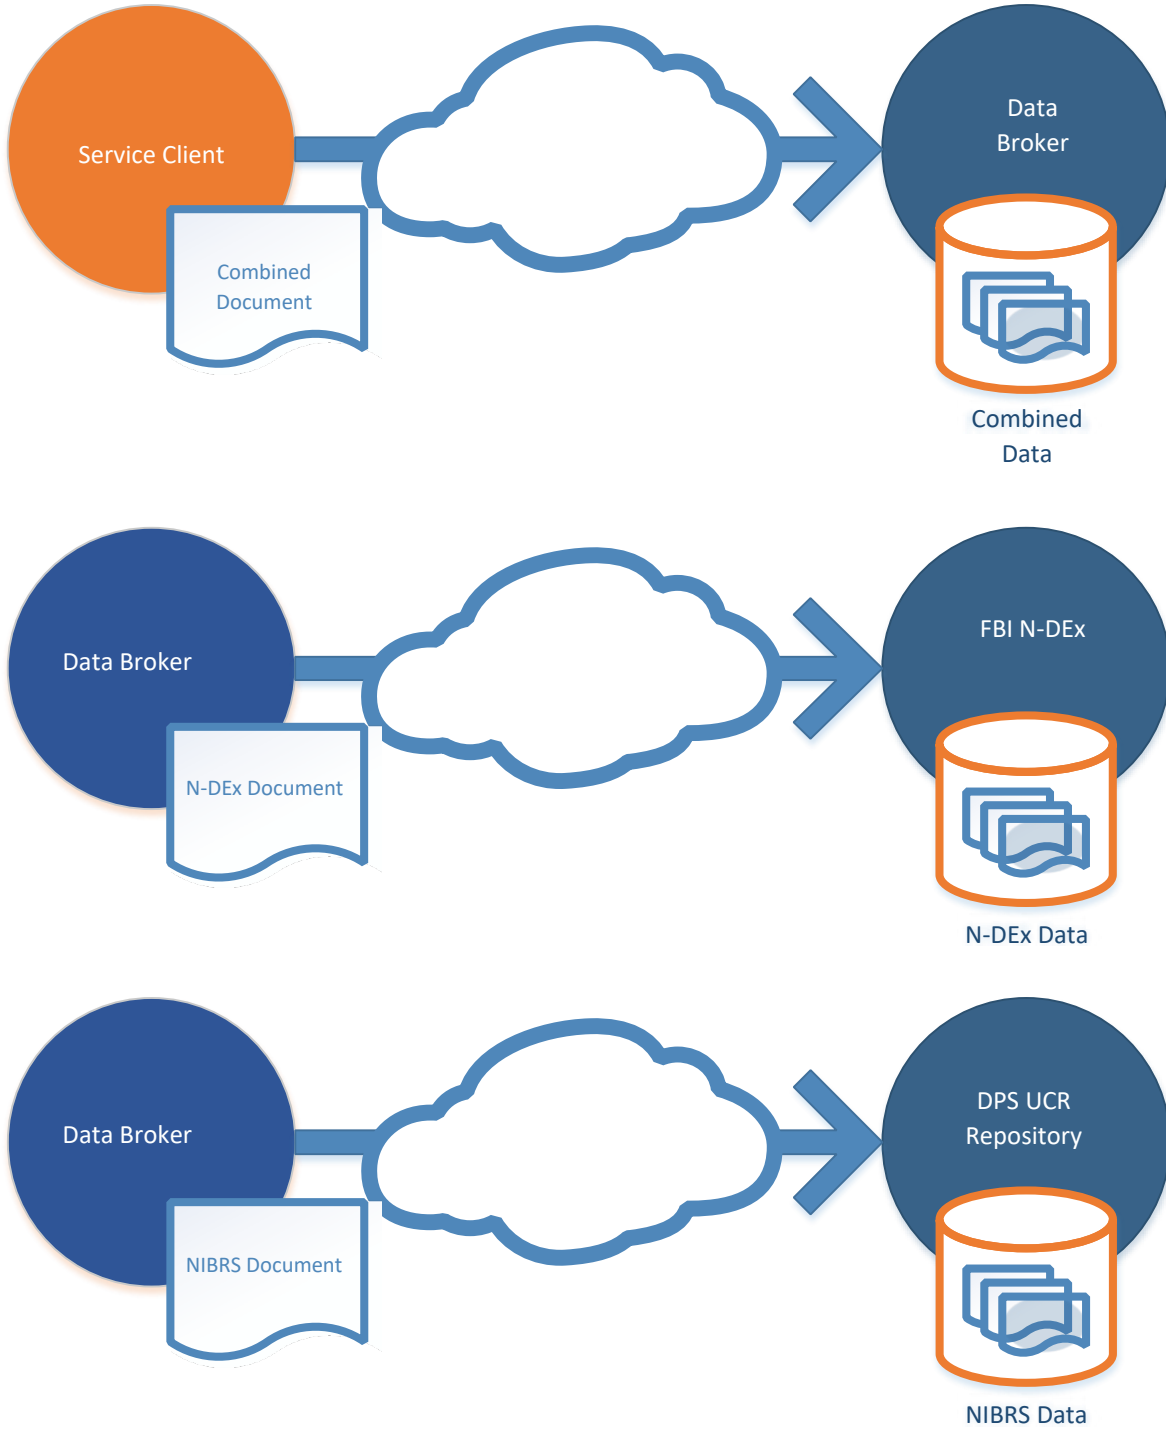 Service Client
Data
Broker
Combined
Document
Combined
Data
Data Broker
FBI N-DEx
N-DEx Document
N-DEx Data
Data Broker
DPS UCR
Repository
NIBRS Document
NIBRS Data